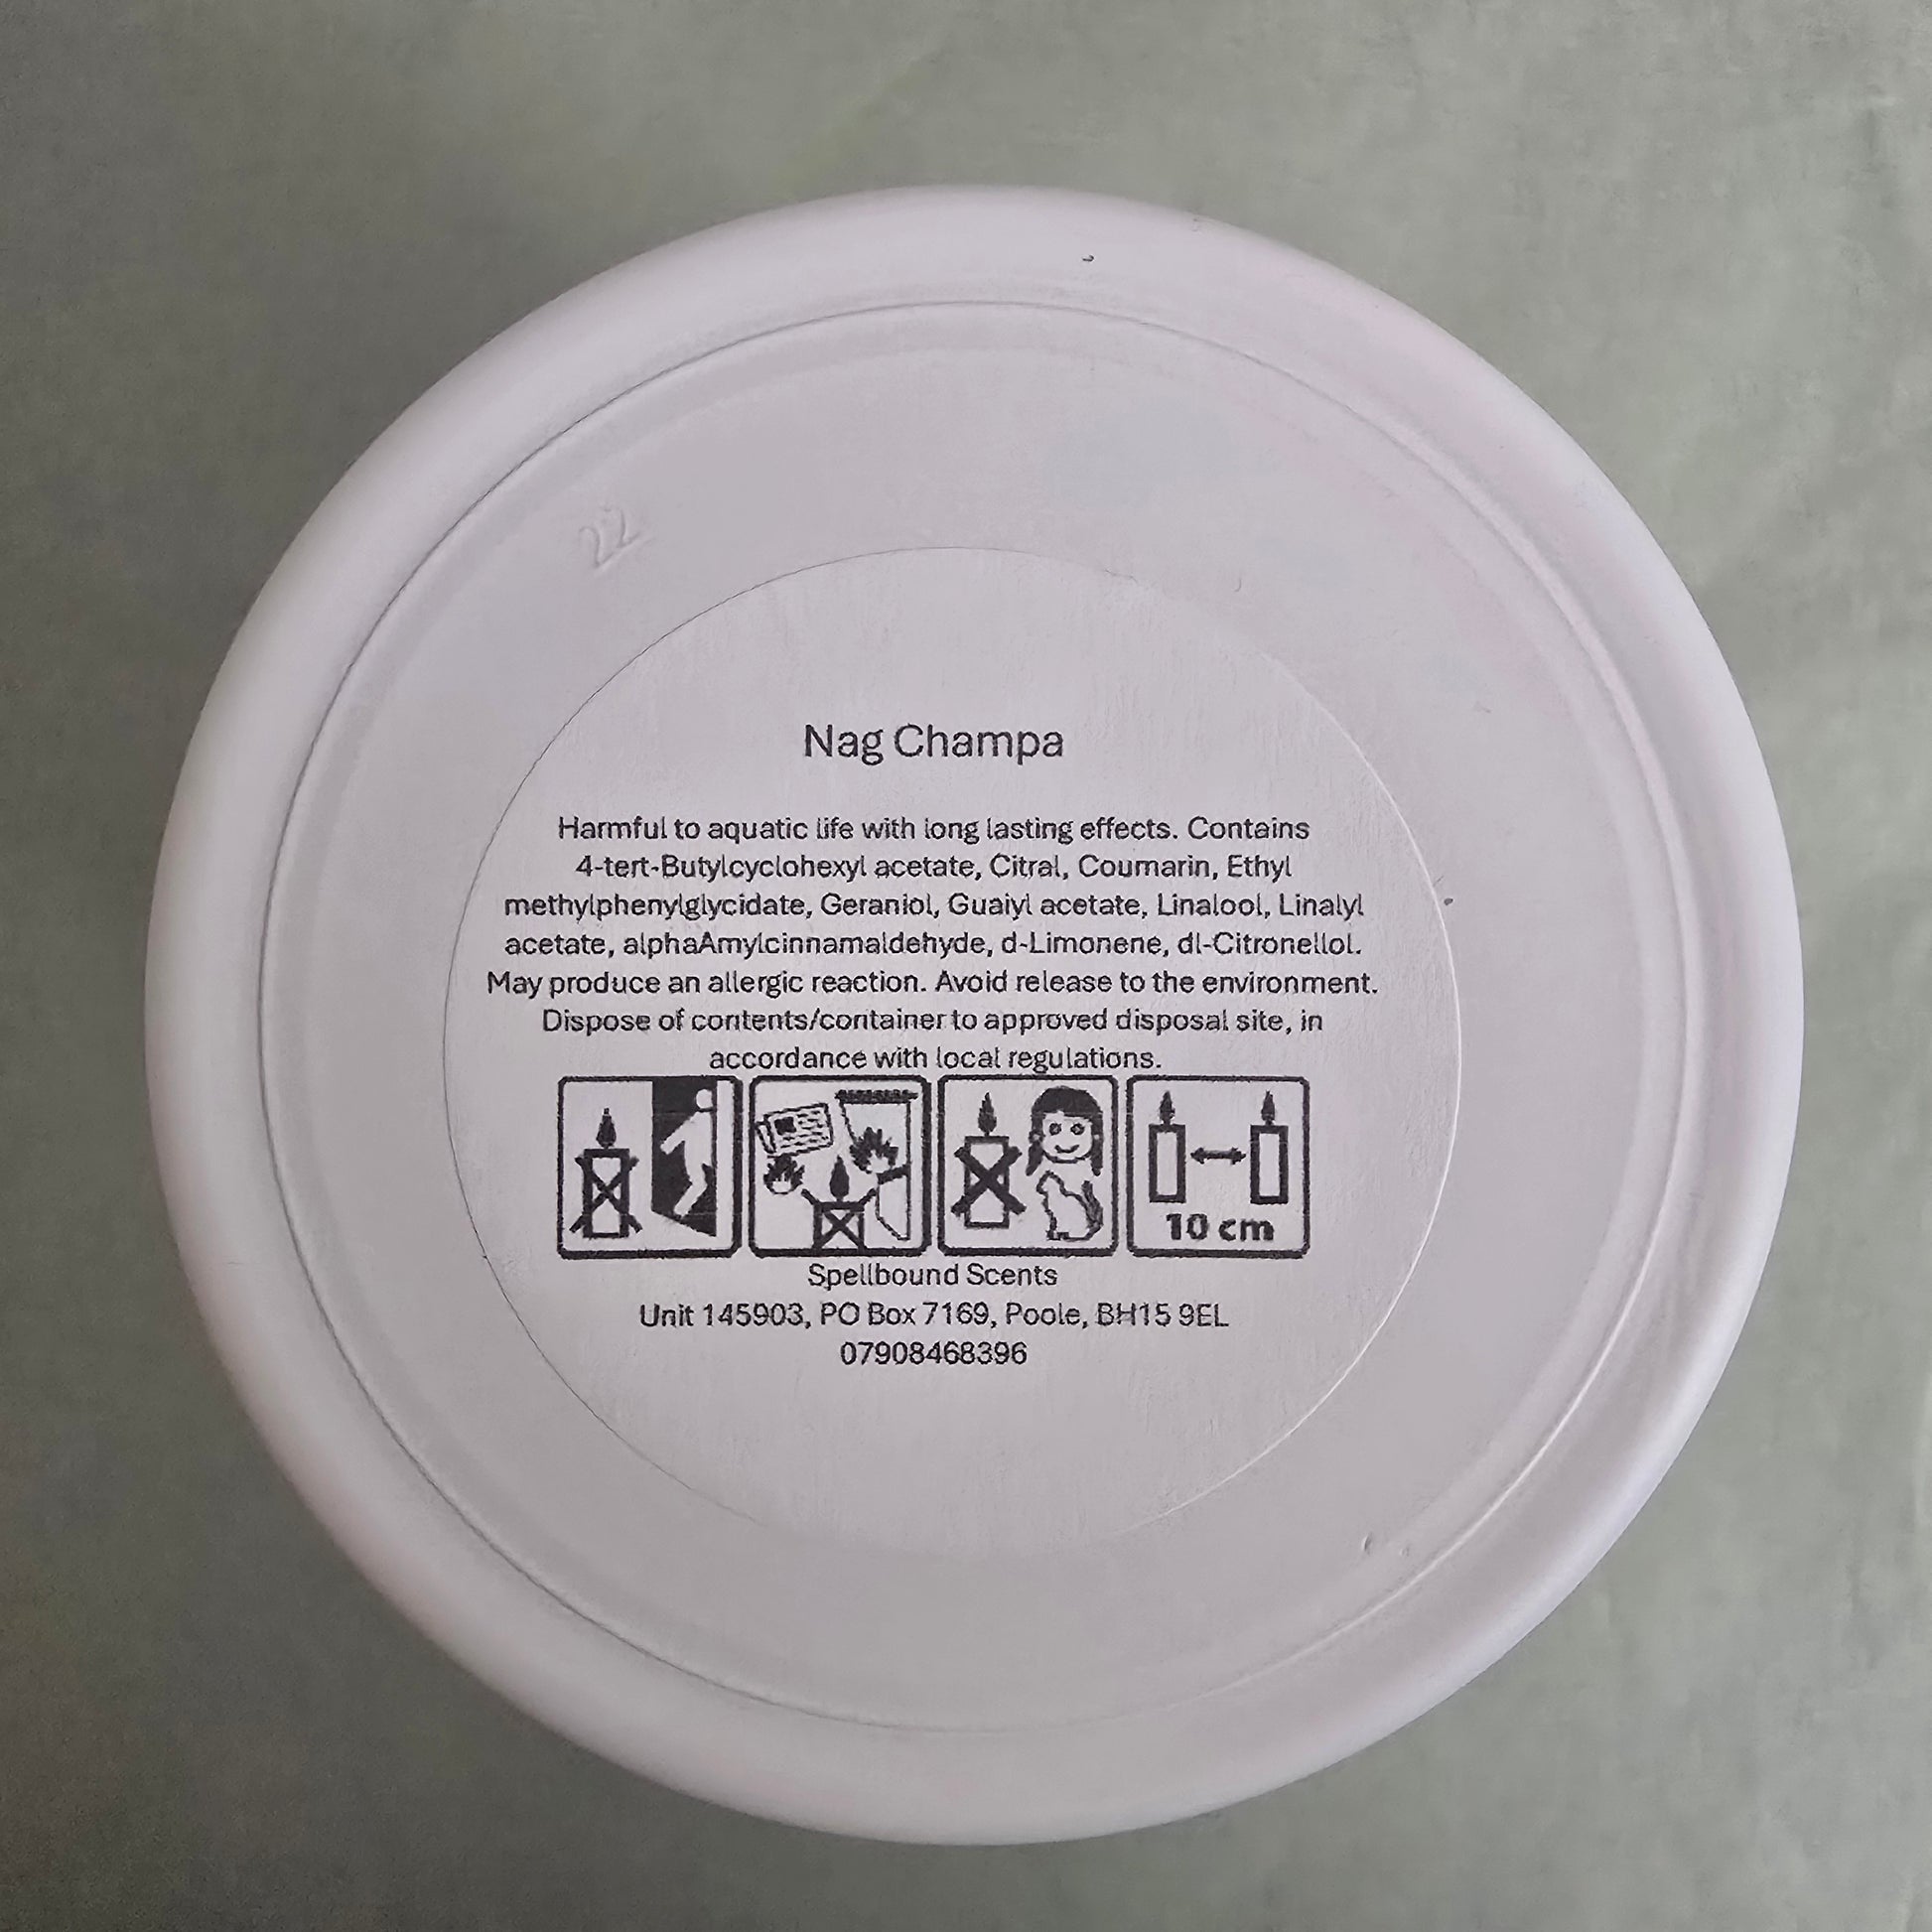 22
Nag Champa
Harmful to aquatic life with long lasting effects. Contains
4-tert-Butylcyclohexyl acetate, Citral, Coumarin, Ethyl
methylphenylglycidate, Geraniol, Guaiyl acetate, Linalool, Linalyl
acetate, alphaAmylcinnamaldehyde, d-Limonene, dl-Citronellol.
May produce an allergic reaction. Avoid release to the environment.
Dispose of contents/container to approved disposal site, in
accordance with local regulations.
10 cm
Spellbound Scents
Unit 145903, PO Box 7169, Poole, BH15 9EL
07908468396